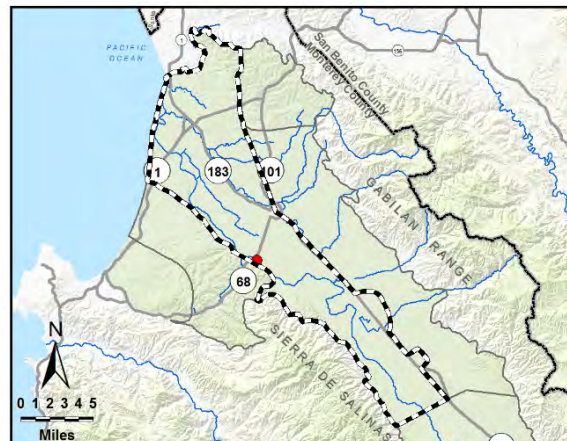 1
156
PACIFIC
OCEAN
San Benito County
Monterey County
183
101
1
GABILAN RANGE
68
SIERRA DE SALINAS
N
0 1 2 3 4 5
Miles